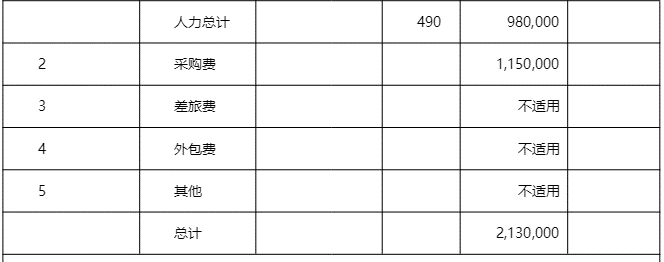 人力总计 490 980,000
2 采购费 1,150,000
3 差旅费 不适用
4 外包费 不适用
5 其他 不适用
总计 2,130,000